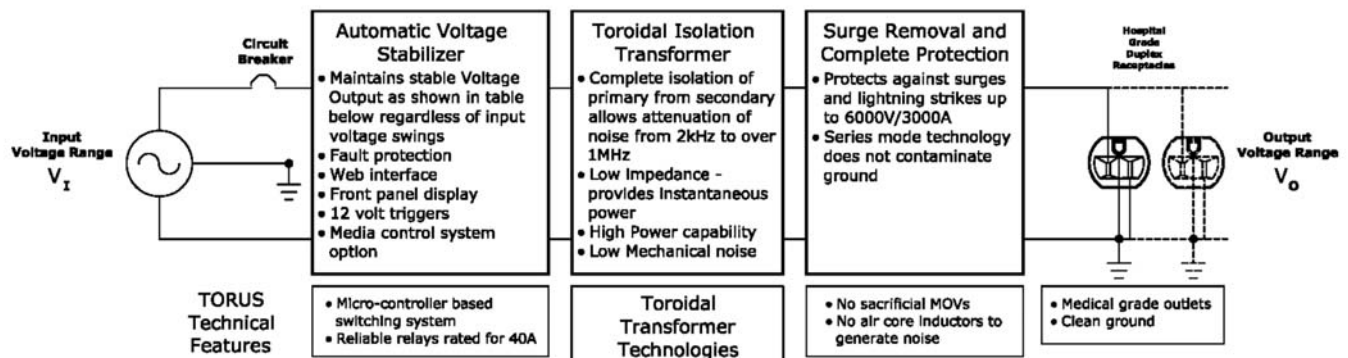 Circuit
Breaker
Input
Voltage Range
V I
Automatic Voltage
Stabilizer
• Maintains stable Voltage
Output as shown in table
below regardless of input
voltage swings
• Fault protection
• Web interface
• Front panel display
• 12 volt triggers
• Media control system
option
Toroidal Isolation
Transformer
• Complete isolation of
primary from secondary
allows attenuation of
noise from 2kHz to over
1MHz
• Low Impedance -
provides instantaneous
power
• High Power capability
• Low Mechanical noise
Surge Removal and
Complete Protection
• Protects against surges
and lightning strikes up
to 6000V/3000A
• Series mode technology
does not contaminate
ground
Hospital
Grade
Duplex
Receptacles
Output
Voltage Range
V o
TORUS
Technical
Features
• Micro-controller based
switching system
• Reliable relays rated for 40A
Toroidal
Transformer
Technologies
• No sacrificial MOVs
• No air core inductors to
generate noise
• Medical grade outlets
• Clean ground